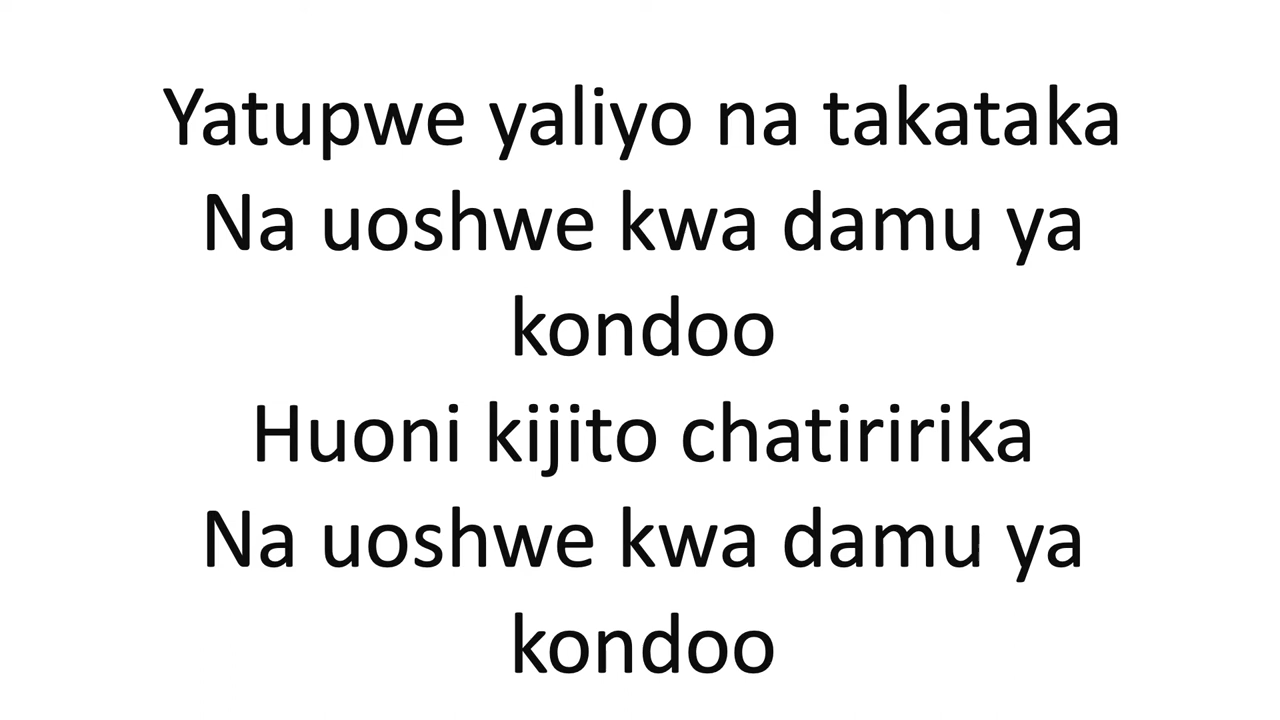 Yatupwe yaliyo na takataka
Na uoshwe kwa damu ya
kondoo
Huoni kijito chatiririka
Na uoshwe kwa damu ya
kondoo